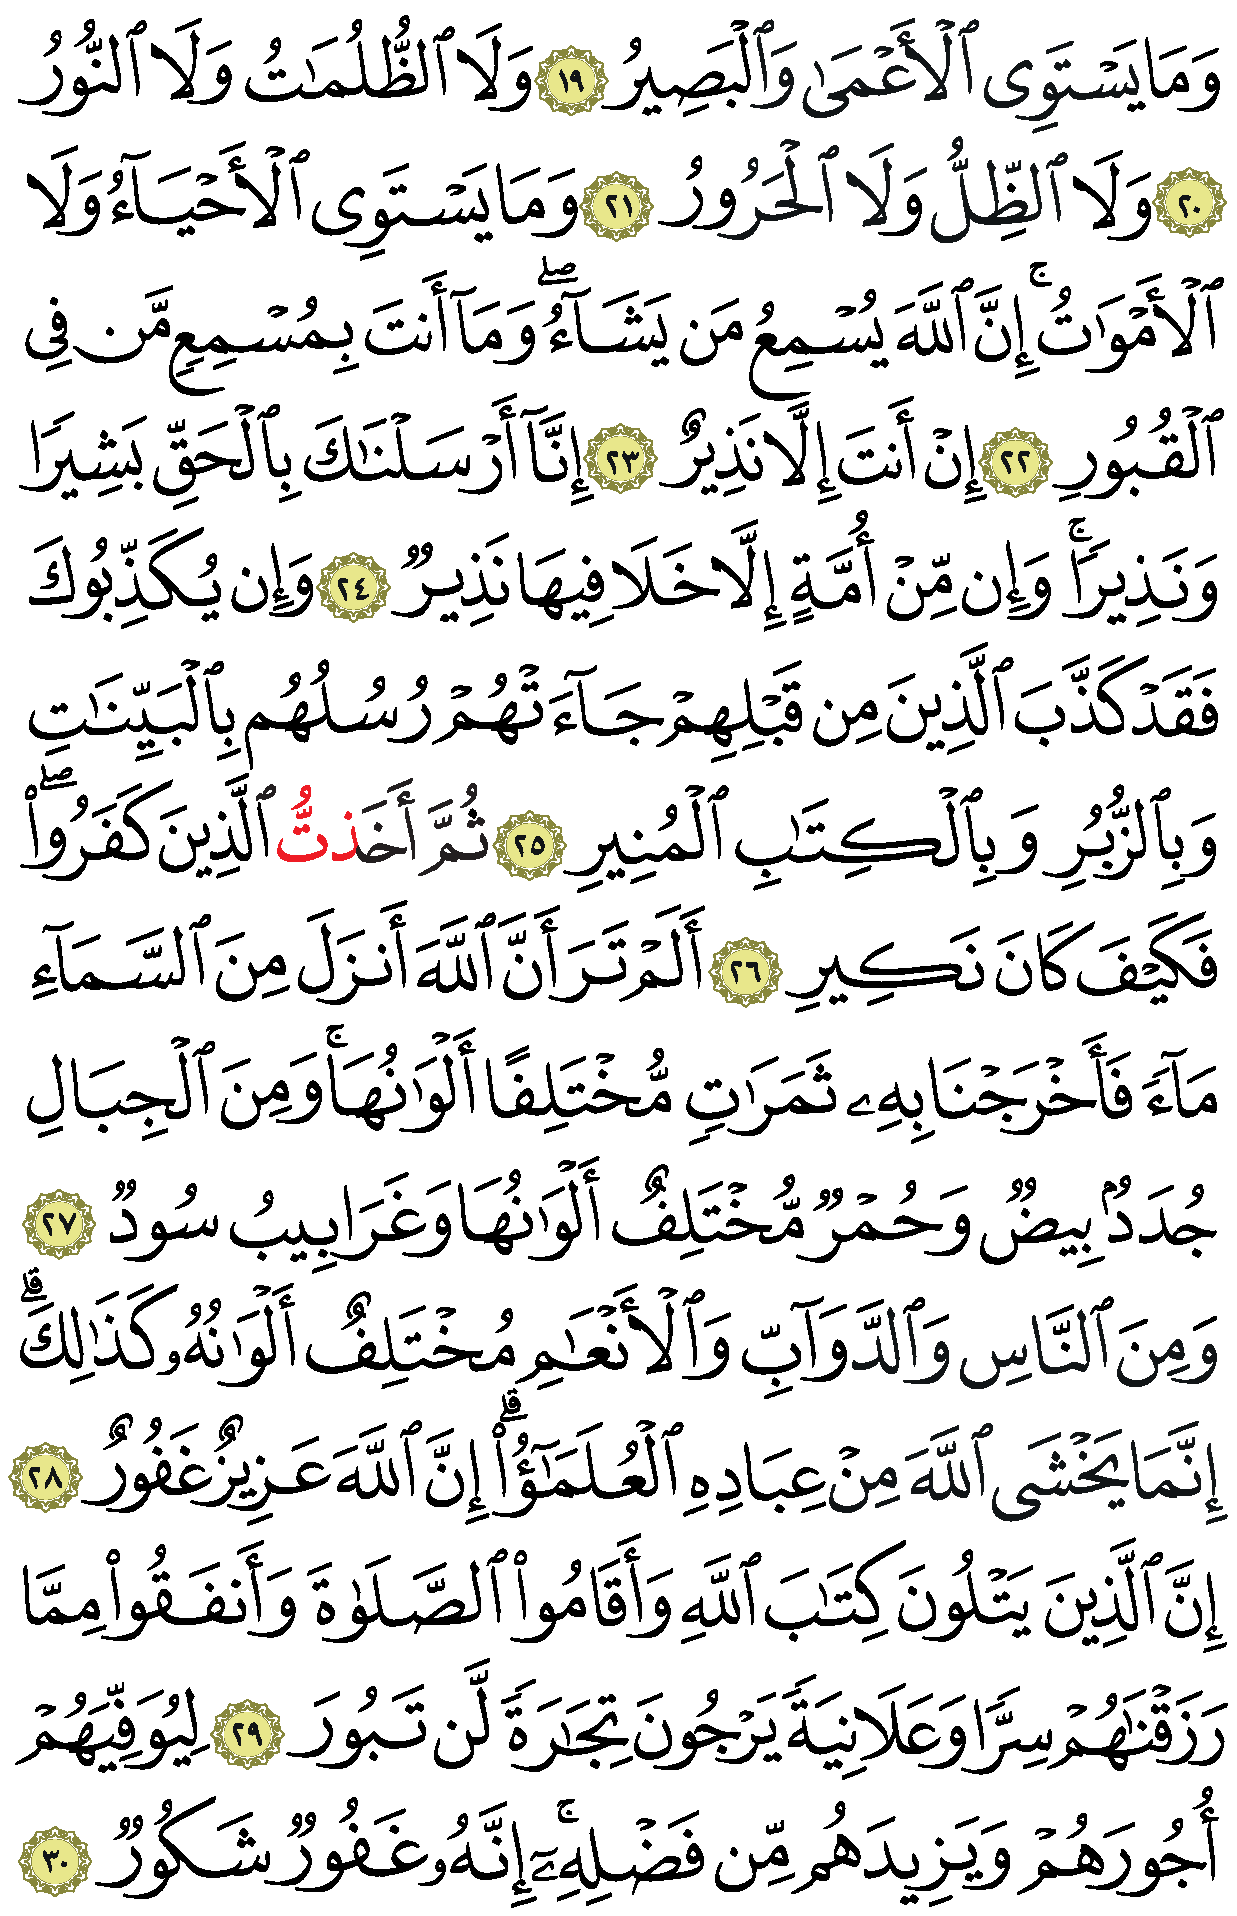 وَمَا يَسْتَوِى ٱلْأَعْمَىٰ وَٱلْبَصِيرُ ١٩ وَلَا ٱلظُّلُمَـٰتُ وَلَا ٱلنُّورُ
٢٠ وَلَا ٱلظِّلُّ وَلَا ٱلْحَرُورُ ٢١ وَمَا يَسْتَوِى ٱلْأَحْيَآءُ وَلَا
ٱلْأَمْوَٰتُ ۚ إِنَّ ٱللَّهَ يُسْمِعُ مَن يَشَآءُ ۖ وَمَآ أَنتَ بِمُسْمِعٍ مَّن فِى
ٱلْقُبُورِ ٢٢ إِنْ أَنتَ إِلَّا نَذِيرٌ ٢٣ إِنَّآ أَرْسَلْنَـٰكَ بِٱلْحَقِّ بَشِيرًا
وَنَذِيرًا ۚ وَإِن مِّنْ أُمَّةٍ إِلَّا خَلَا فِيهَا نَذِيرٌ ٢٤ وَإِن يُكَذِّبُوكَ
فَقَدْ كَذَّبَ ٱلَّذِينَ مِن قَبْلِهِمْ جَآءَتْهُمْ رُسُلُهُم بِٱلْبَيِّنَـٰتِ
وَبِٱلزُّبُرِ وَبِٱلْكِتَـٰبِ ٱلْمُنِيرِ ٢٥ ثُمَّ أَخَذتُّ ٱلَّذِينَ كَفَرُوا۟ ۖ
فَكَيْفَ كَانَ نَكِيرِ ٢٦ أَلَمْ تَرَ أَنَّ ٱللَّهَ أَنزَلَ مِنَ ٱلسَّمَآءِ
مَآءً فَأَخْرَجْنَا بِهِۦ ثَمَرَٰتٍ مُّخْتَلِفًا أَلْوَٰنُهَا ۚ وَمِنَ ٱلْجِبَالِ
جُدَدٌۢ بِيضٌ وَحُمْرٌ مُّخْتَلِفٌ أَلْوَٰنُهَا وَغَرَابِيبُ سُودٌ ٢٧
وَمِنَ ٱلنَّاسِ وَٱلدَّوَآبِّ وَٱلْأَنْعَـٰمِ مُخْتَلِفٌ أَلْوَٰنُهُۥ كَذَٰلِكَ ۗ
إِنَّمَا يَخْشَى ٱللَّهَ مِنْ عِبَادِهِ ٱلْعُلَمَـٰٓؤُا۟ ۗ إِنَّ ٱللَّهَ عَزِيزٌ غَفُورٌ ٢٨
إِنَّ ٱلَّذِينَ يَتْلُونَ كِتَـٰبَ ٱللَّهِ وَأَقَامُوا۟ ٱلصَّلَوٰةَ وَأَنفَقُوا۟ مِمَّا
رَزَقْنَـٰهُمْ سِرًّا وَعَلَانِيَةً يَرْجُونَ تِجَـٰرَةً لَّن تَبُورَ ٢٩ لِيُوَفِّيَهُمْ
أُجُورَهُمْ وَيَزِيدَهُم مِّن فَضْلِهِۦٓ ۚ إِنَّهُۥ غَفُورٌ شَكُورٌ ٣٠